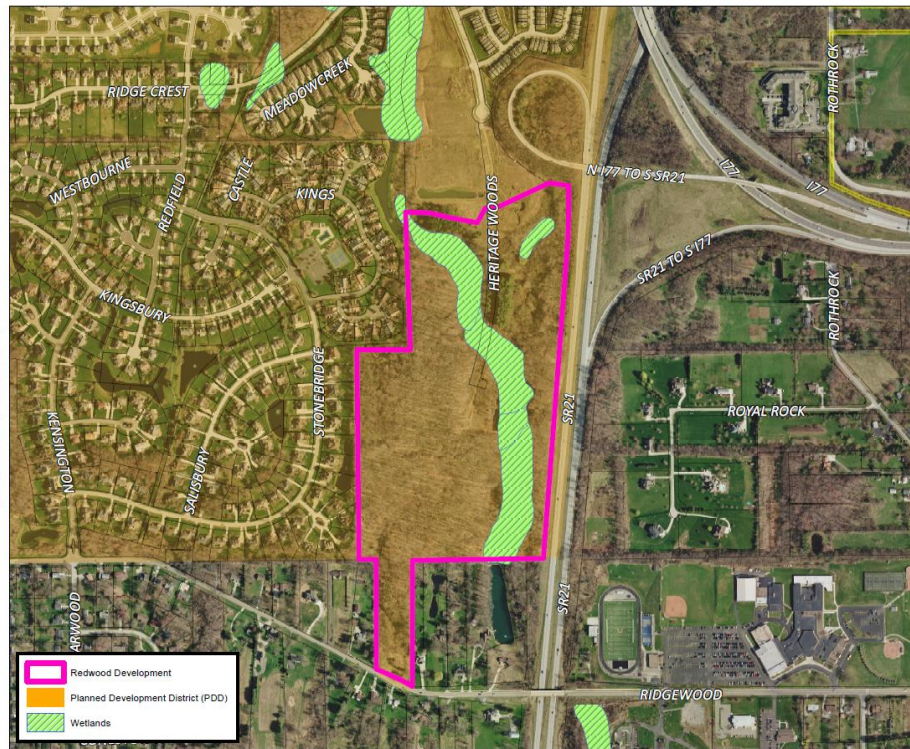 RIDGE CREST
MEADOWCREEK
ROTHROCK
WESTBOURNE
REDFIELD
CASTLE
KINGS
N I77 TO S SR21
I77
I77
HERITAGE WOODS
SR21 TO S I77
KINGSBURY
ROTHROCK
STONEBRIDGE
SR21
ROYAL ROCK
KENSINGTON
SALISBURY
ARWOOD
SR21
RIDGEWOOD
Redwood Development
Planned Development District (PDD)
Wetlands